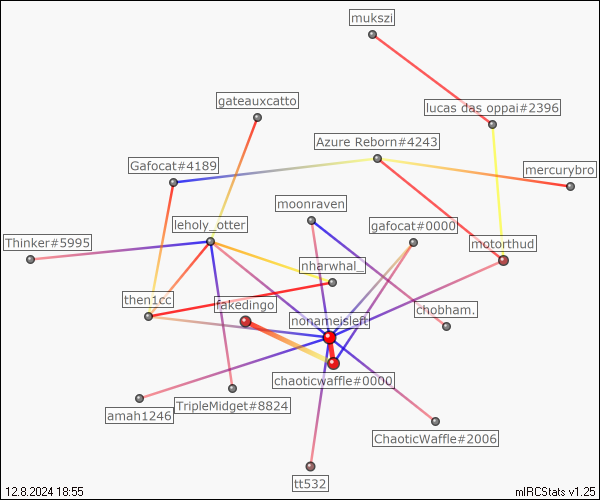 mukszi
gateauxcatto
lucas das oppai#2396
Azure Reborn#4243
Gafocat#4189
mercurybro
moonraven
leholy_otter
gafocat#0000
Thinker#5995
motorthud
nharwhal_
then1cc
fakedingo
chobham.
nonameisleft
chaoticwaffle#0000
TripleMidget#8824
amah1246
ChaoticWaffle#2006
tt532
12.8.2024 18:55
mIRCStats v1.25